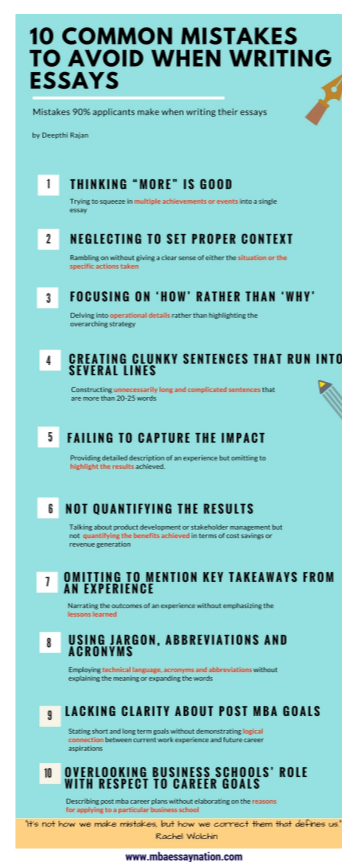 10 COMMON MISTAKES
TO AVOID WHEN WRITING
ESSAYS
Mistakes 90% applicants make when writing their essays
by Deepthi Rajan
1
THINKING “MORE” IS GOOD
Trying to squeeze in multiple achievements or events into a single
essay
2
NEGLECTING TO SET PROPER CONTEXT
Rambling on without giving a clear sense of either the situation or the
specific actions taken
3
FOCUSING ON ‘HOW’ RATHER THAN ‘WHY’
Delving into operational details rather than highlighting the
overarching strategy
4
CREATING CLUNKY SENTENCES THAT RUN INTO
SEVERAL LINES
Constructing unnecessarily long and complicated sentences that
are more than 20-25 words
5
FAILING TO CAPTURE THE IMPACT
Providing detailed description of an experience but omitting to
highlight the results achieved.
6
NOT QUANTIFYING THE RESULTS
Talking about product development or stakeholder management but
not quantifying the benefits achieved in terms of cost savings or
revenue generation
7
OMITTING TO MENTION KEY TAKEAWAYS FROM
AN EXPERIENCE
Narrating the outcomes of an experience without emphasizing the
lessons learned
8
USING JARGON, ABBREVIATIONS AND
ACRONYMS
Employing technical language, acronyms and abbreviations without
explaining the meaning or expanding the words
9
LACKING CLARITY ABOUT POST MBA GOALS
Stating short and long term goals without demonstrating logical
connection between current work experience and future career
aspirations
10
OVERLOOKING BUSINESS SCHOOLS’ ROLE
WITH RESPECT TO CAREER GOALS
Describing post mba career plans without elaborating on the reasons
for applying to a particular business school
"It's not how we make mistakes, but how we correct them that defines us."
Rachel Wolchin
www.mbaessaynation.com